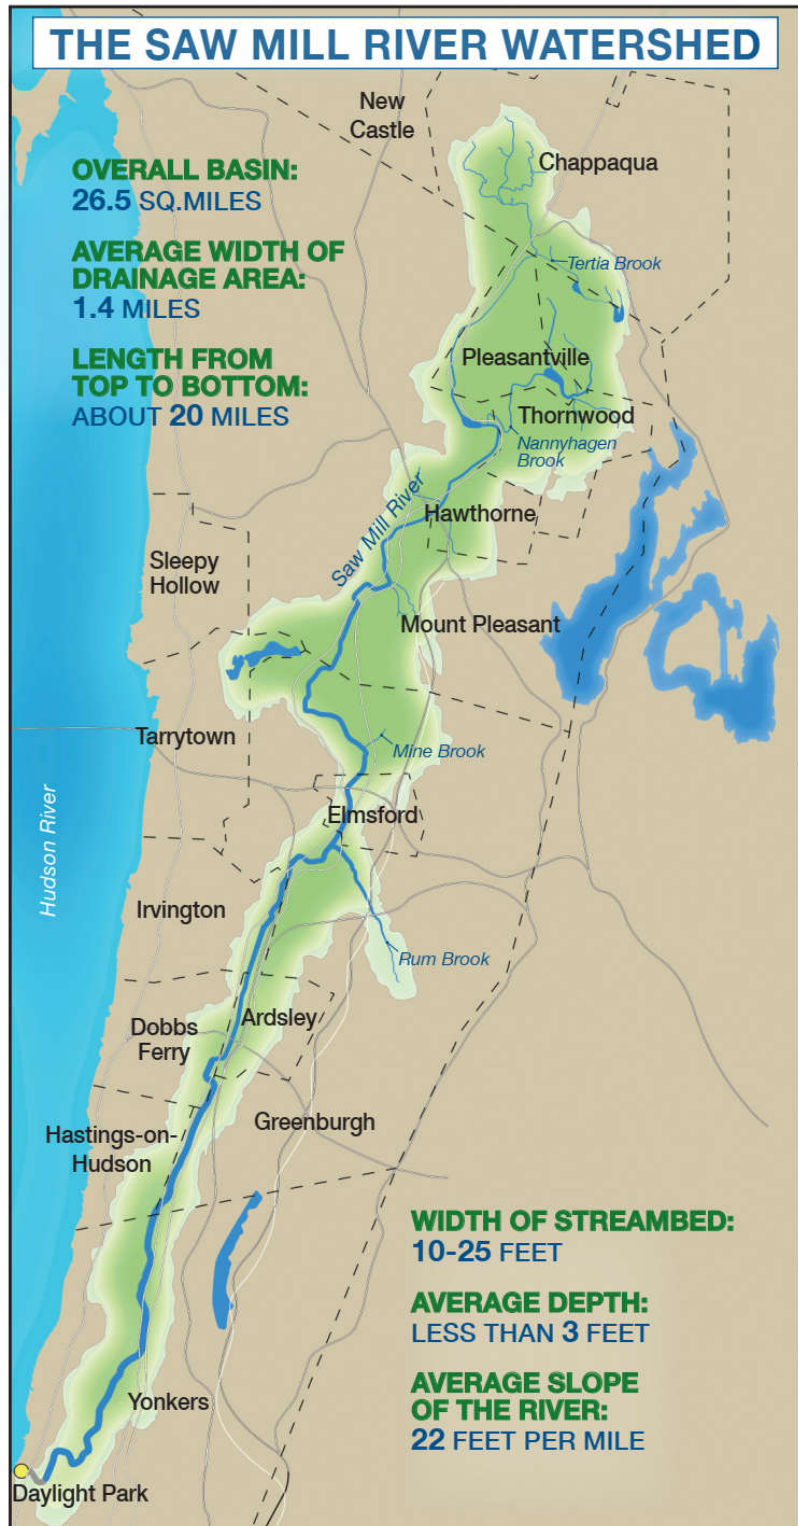 THE SAW MILL RIVER WATERSHED
New
Castle
Chappaqua
OVERALL BASIN:
26.5 SQ.MILES
AVERAGE WIDTH OF
DRAINAGE AREA:
1.4 MILES
LENGTH FROM
TOP TO BOTTOM:
ABOUT 20 MILES
Tertia Brook
Pleasantville
Thornwood
Nannyhagen
Brook
Saw Mill River
Hawthorne
Sleepy
Hollow
Mount Pleasant
Tarrytown
Mine Brook
Hudson River
Elmsford
Irvington
Rum Brook
Ardsley
Dobbs
Ferry
Greenburgh
Hastings-on-
Hudson
WIDTH OF STREAMBED:
10-25 FEET
AVERAGE DEPTH:
LESS THAN 3 FEET
AVERAGE SLOPE
OF THE RIVER:
22 FEET PER MILE
Yonkers
Daylight Park